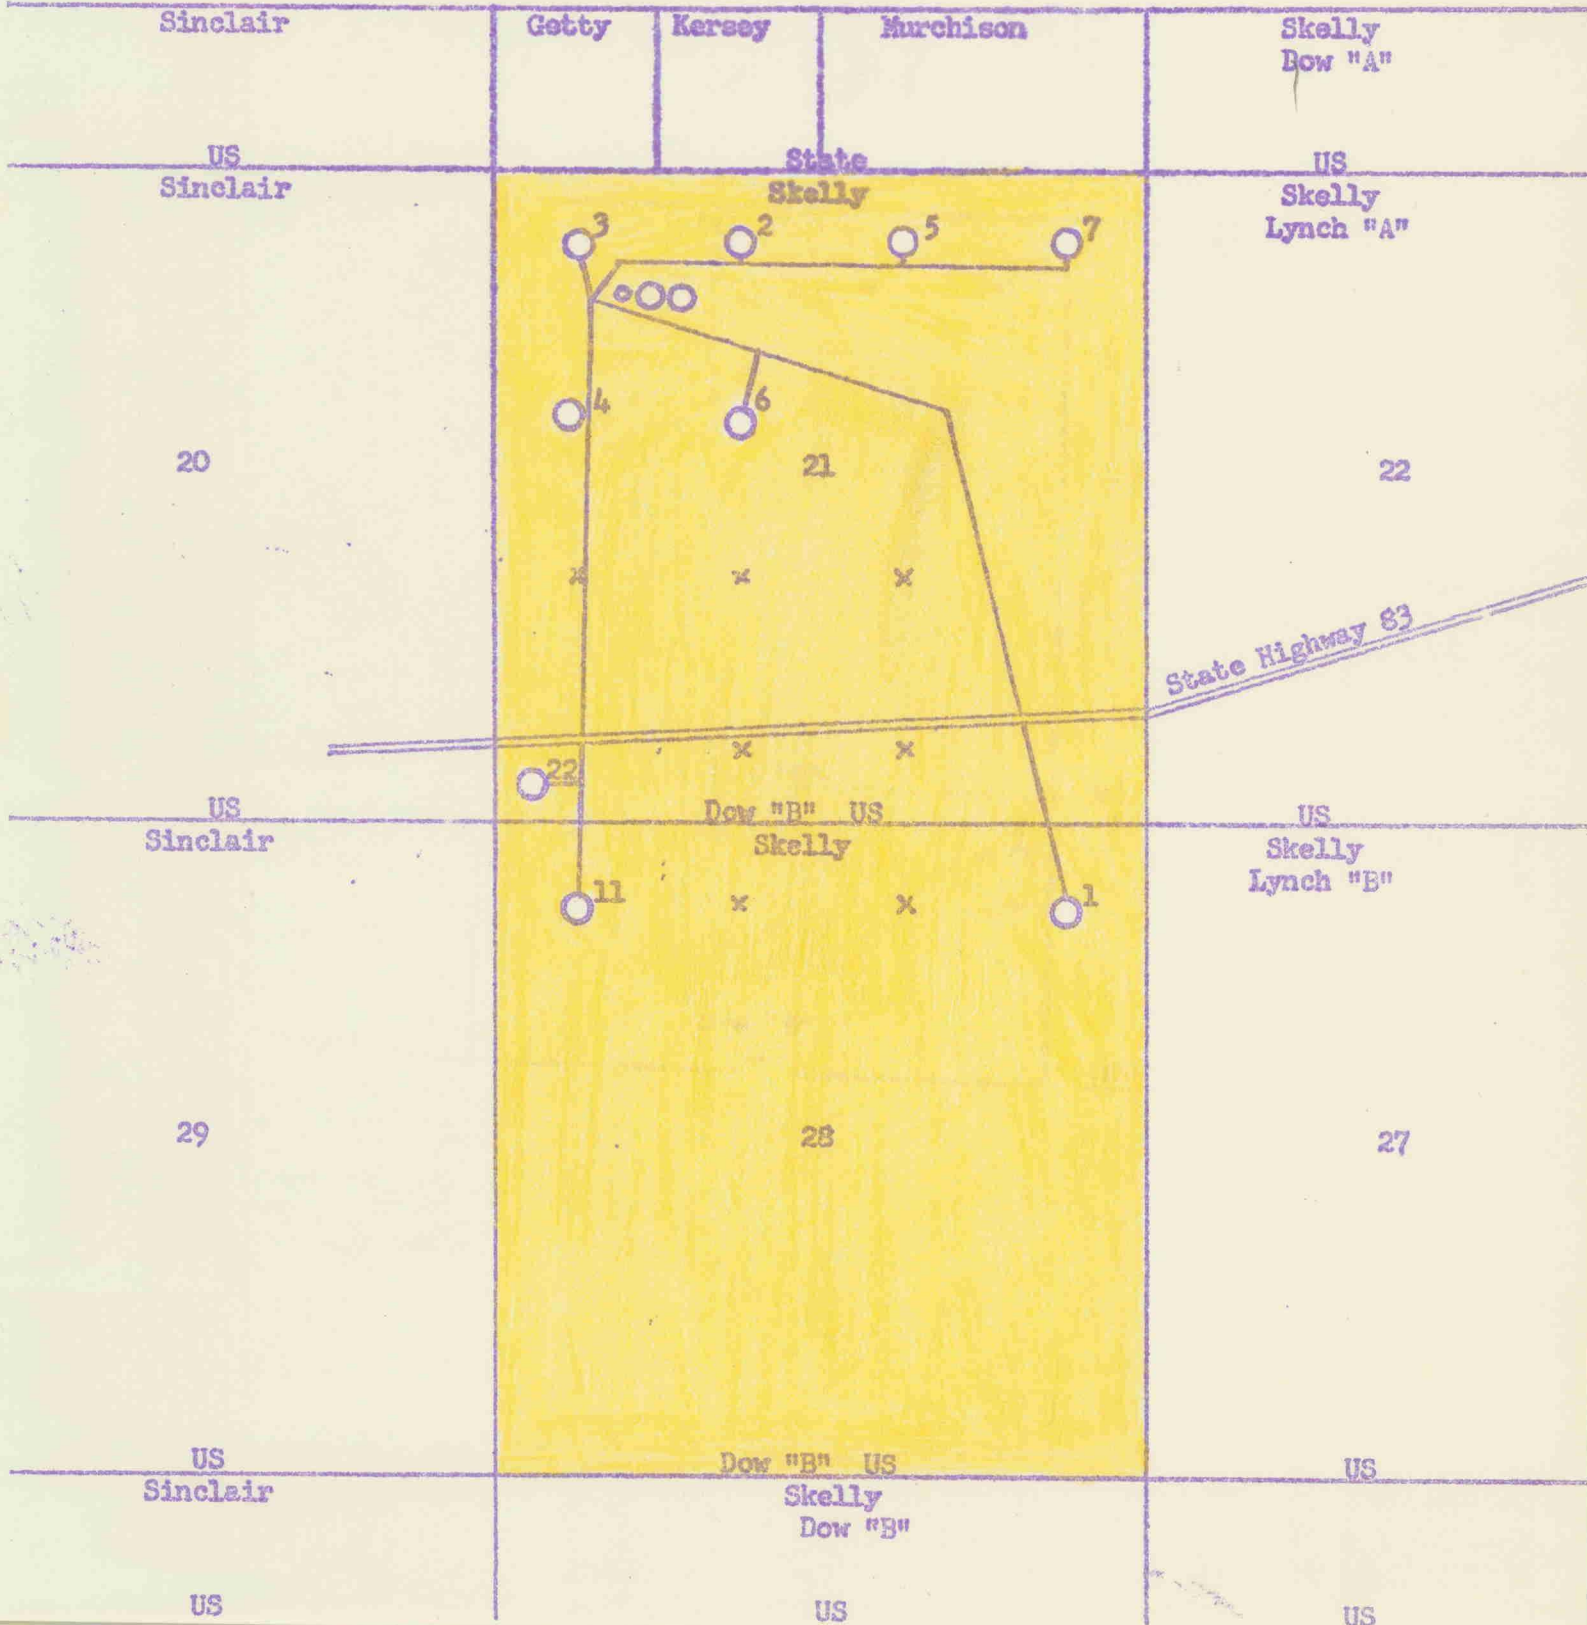 Sinclair
Getty
Kersey
Murchison
Skelly
Dow "A"
US
State
US
Sinclair
Skelly
Skelly
Lynch "A"
3
2
5
7
4
6
20
21
22
x
x
x
State Highway 83
x
x
22
US
Dow "B" US
US
Sinclair
Skelly
Skelly
Lynch "B"
11
x
x
1
29
28
27
US
Dow "B" US
US
Sinclair
Skelly
Dow "B"
US
US
US